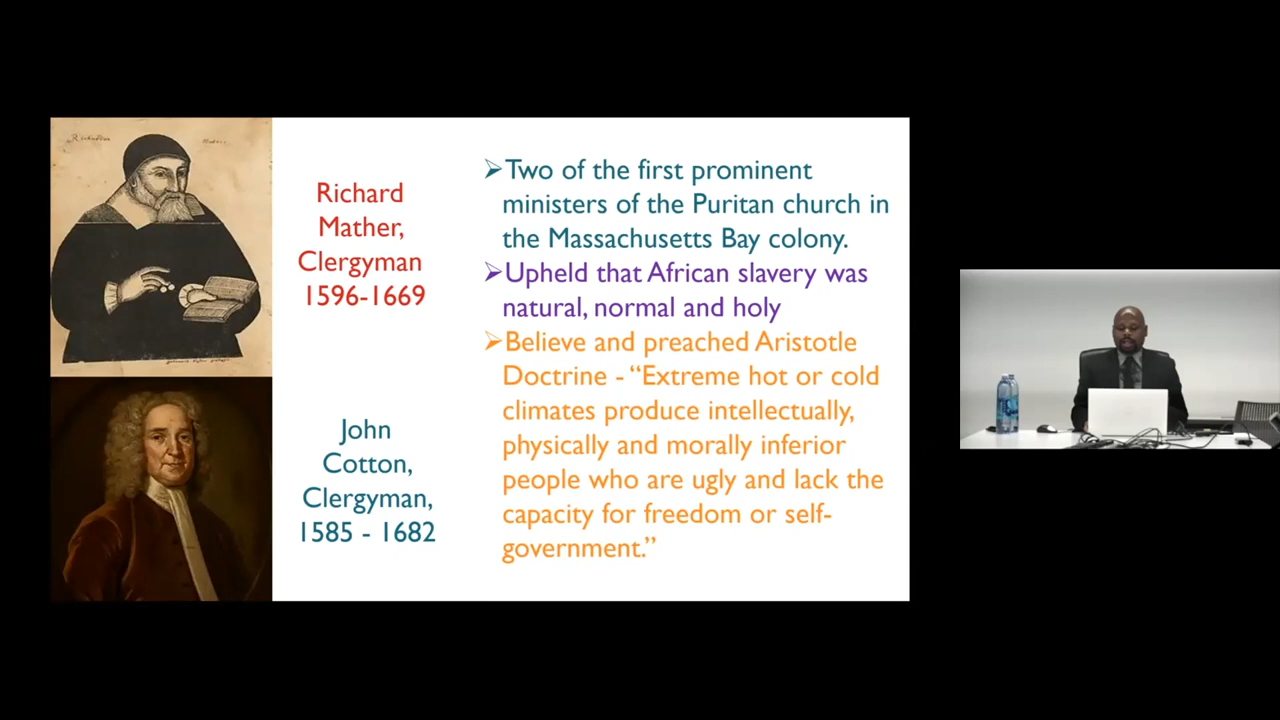 Richard
Mather,
Clergyman
1596-1669
John
Cotton,
Clergyman,
1585 - 1682
➢Two of the first prominent
ministers of the Puritan church in
the Massachusetts Bay colony.
➢Upheld that African slavery was
natural, normal and holy
➢Believe and preached Aristotle
Doctrine - “Extreme hot or cold
climates produce intellectually,
physically and morally inferior
people who are ugly and lack the
capacity for freedom or self-
government.”